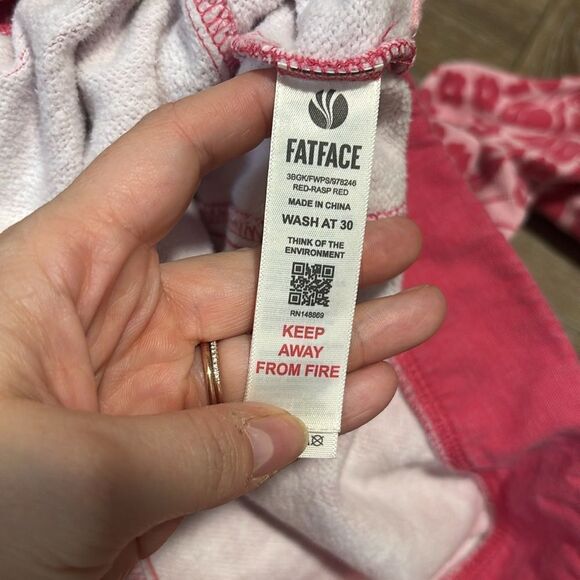 FATFACE
3BGK/FWPS/978246
RED-RASP RED
MADE IN CHINA
WASH AT 30
THINK OF THE
ENVIRONMENT
RN148869
KEEP
AWAY
FROM FIRE